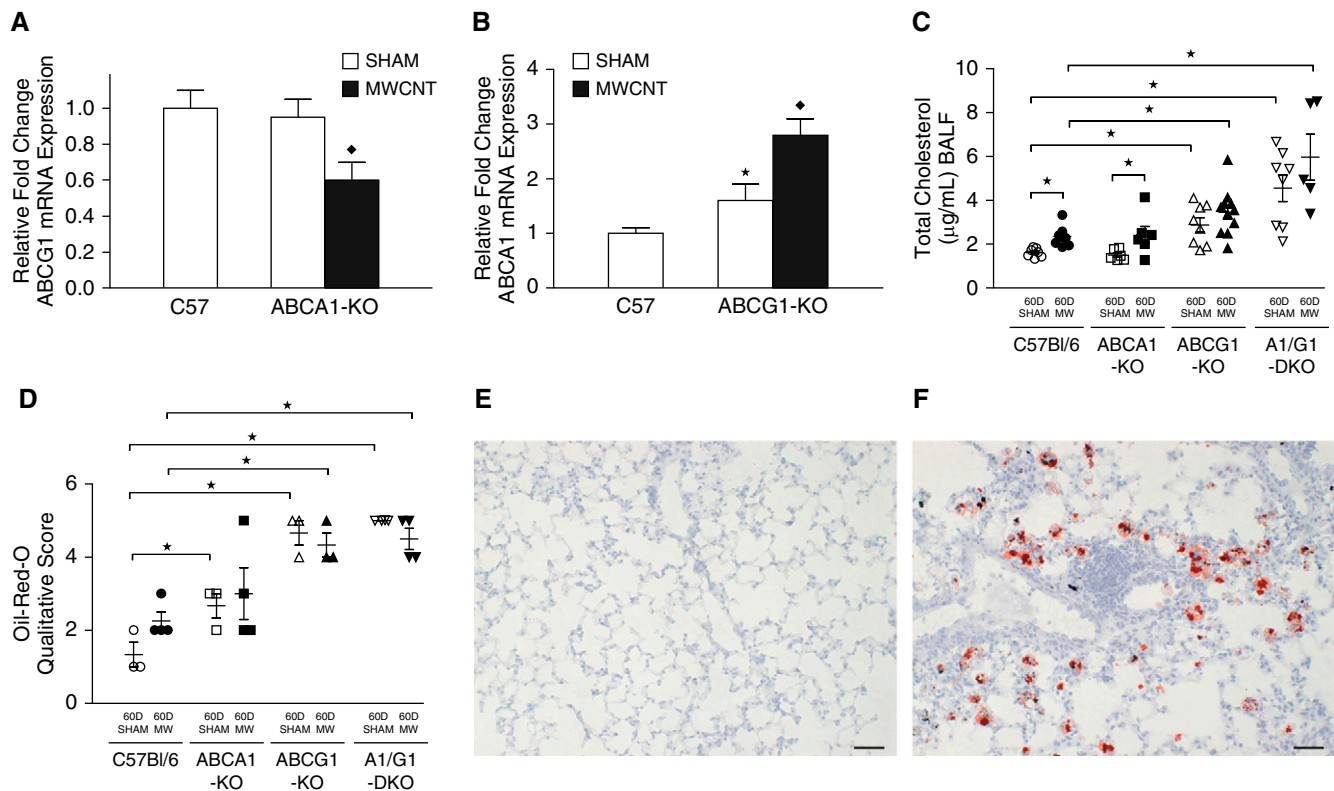 A
Relative Fold Change
ABCG1 mRNA Expression
1.0
0.8
0.6
0.4
0.2
0.0
SHAM
MWCNT
C57
ABCA1-KO
B
Relative Fold Change
ABCA1 mRNA Expression
4
3
2
1
0
SHAM
MWCNT
C57
ABCG1-KO
C
Total Cholesterol
(μg/mL) BALF
10
8
6
4
2
0
60D SHAM
60D MW
60D SHAM
60D MW
60D SHAM
60D MW
60D SHAM
60D MW
C57Bl/6
ABCA1
-KO
ABCG1
-KO
A1/G1
-DKO
D
Oil-Red-O
Qualitative Score
6
4
2
0
60D SHAM
60D MW
60D SHAM
60D MW
60D SHAM
60D MW
60D SHAM
60D MW
C57Bl/6
ABCA1
-KO
ABCG1
-KO
A1/G1
-DKO
E
F